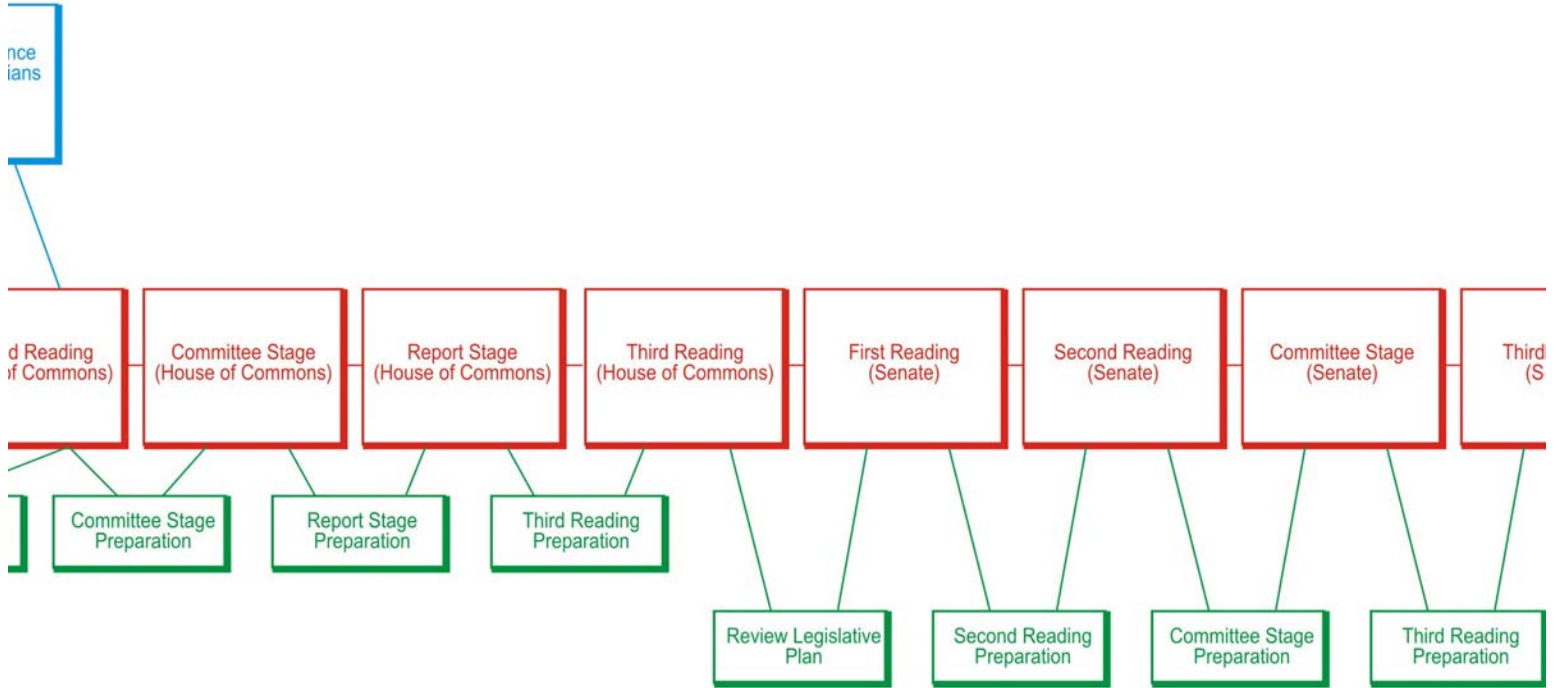 nce
ians
d Reading
of Commons)
Committee Stage
(House of Commons)
Report Stage
(House of Commons)
Third Reading
(House of Commons)
First Reading
(Senate)
Second Reading
(Senate)
Committee Stage
(Senate)
Third
(S
Committee Stage
Preparation
Report Stage
Preparation
Third Reading
Preparation
Review Legislative
Plan
Second Reading
Preparation
Committee Stage
Preparation
Third Reading
Preparation